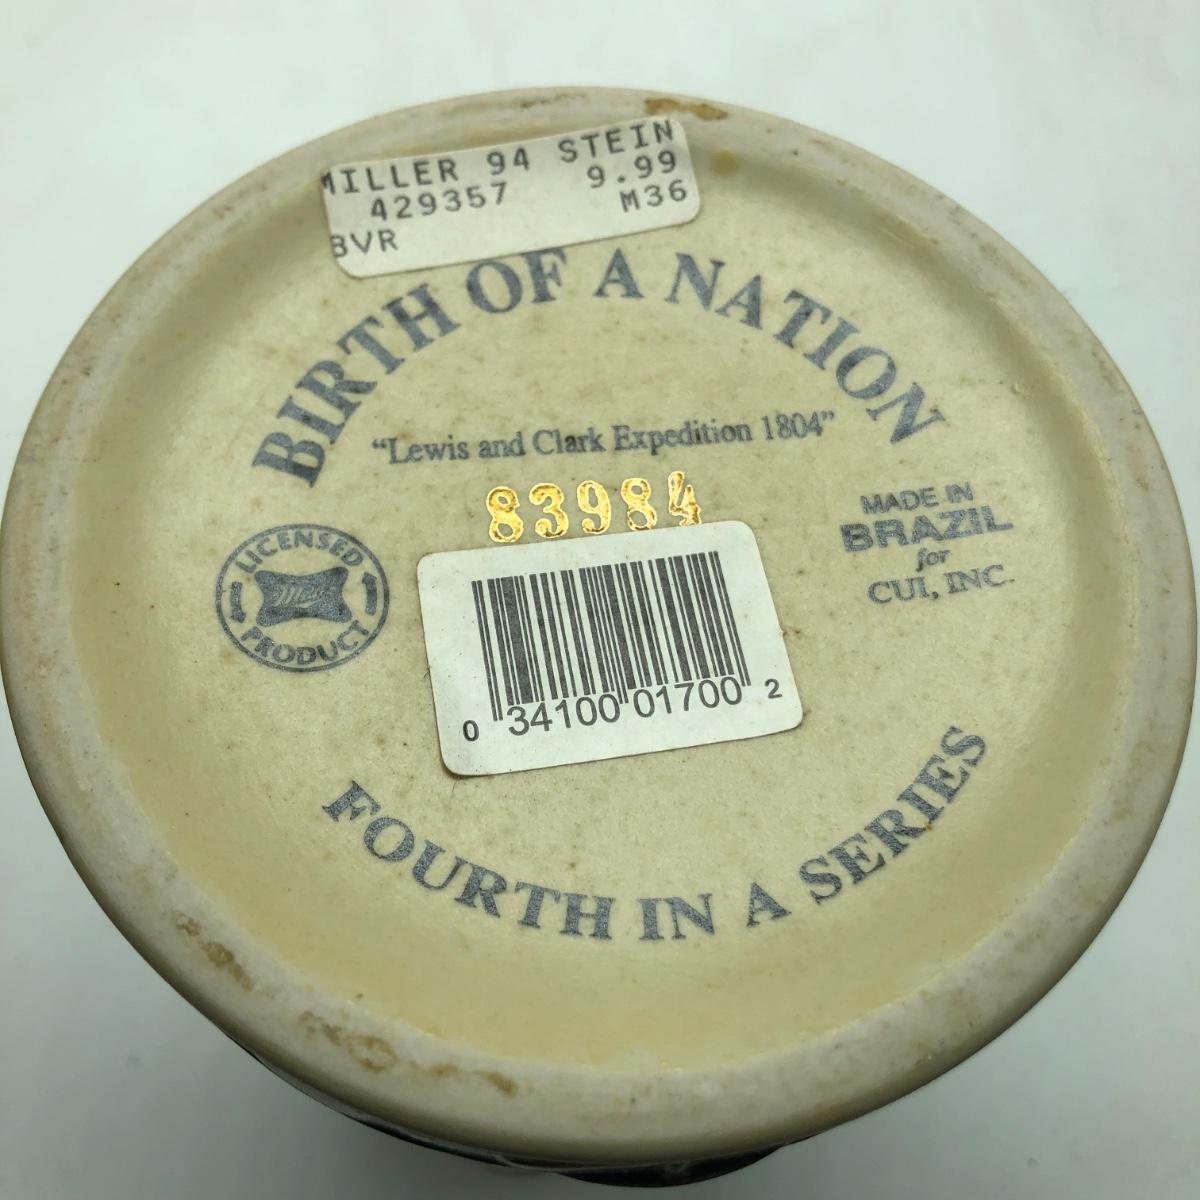 MILLER 94 STEIN
429357 9.99
BVR M36
BIRTH OF A NATION
“Lewis and Clark Expedition 1804”
83984
LICENSED
Miller
PRODUCT
MADE IN
BRAZIL
for
CUI, INC.
0 34100 01700 2
FOURTH IN A SERIES